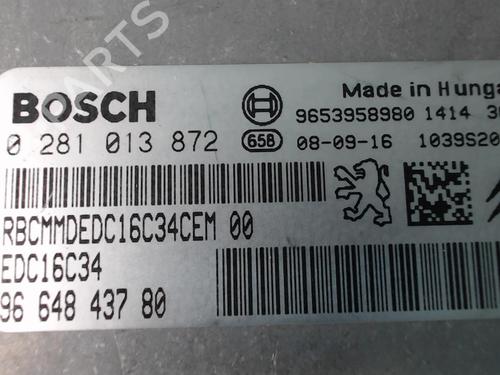 BOSCH
Made in Hunga
9653958980 1414
0 281 013 872 658 08-09-16 1039S20
RBCMMDEDC16C34CEM 00
EDC16C34
96 648 437 80
PARTS